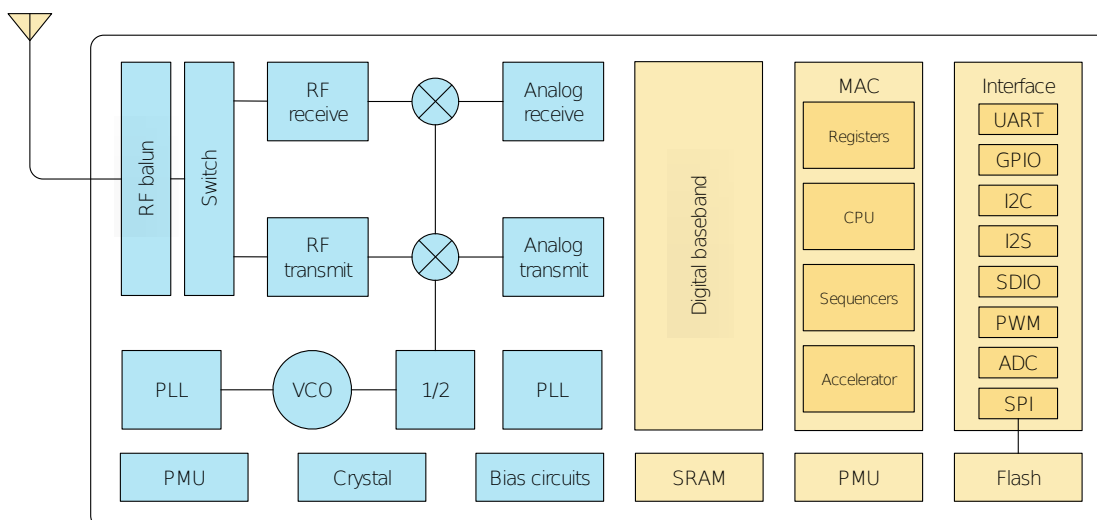 RF balun
Switch
RF
receive
Analog
receive
RF
transmit
Analog
transmit
PLL
VCO
1/2
PLL
PMU
Crystal
Bias circuits
Digital baseband
SRAM
MAC
Registers
CPU
Sequencers
Accelerator
PMU
Interface
UART
GPIO
I2C
I2S
SDIO
PWM
ADC
SPI
Flash